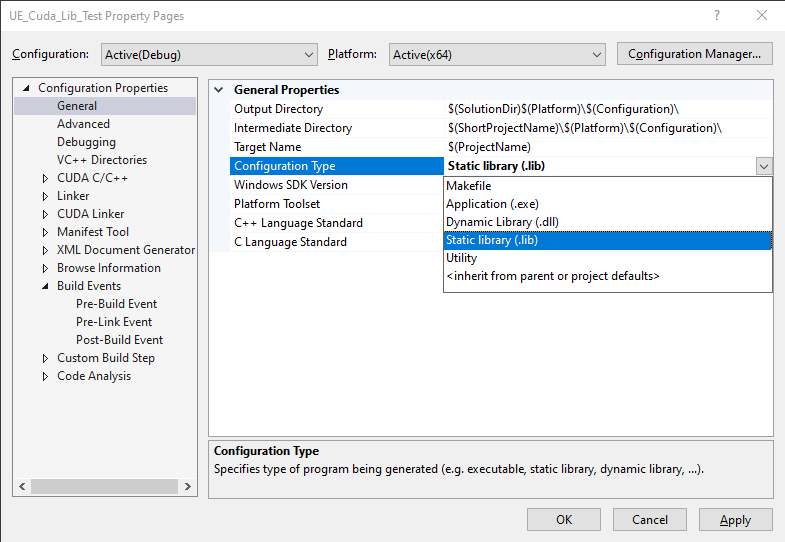 UE_Cuda_Lib_Test Property Pages
? ×
Configuration: Active(Debug) Platform: Active(x64) Configuration Manager...
Configuration Properties
General
Advanced
Debugging
VC++ Directories
CUDA C/C++
Linker
CUDA Linker
Manifest Tool
XML Document Generator
Browse Information
Build Events
Pre-Build Event
Pre-Link Event
Post-Build Event
Custom Build Step
Code Analysis
General Properties
Output Directory $(SolutionDir)$(Platform)\$(Configuration)\
Intermediate Directory $(ShortProjectName)\$(Platform)\$(Configuration)\
Target Name $(ProjectName)
Configuration Type Static library (.lib)
Windows SDK Version
Platform Toolset
C++ Language Standard
C Language Standard
Makefile
Application (.exe)
Dynamic Library (.dll)
Static library (.lib)
Utility
<inherit from parent or project defaults>
Configuration Type
Specifies type of program being generated (e.g. executable, static library, dynamic library, ...).
OK Cancel Apply